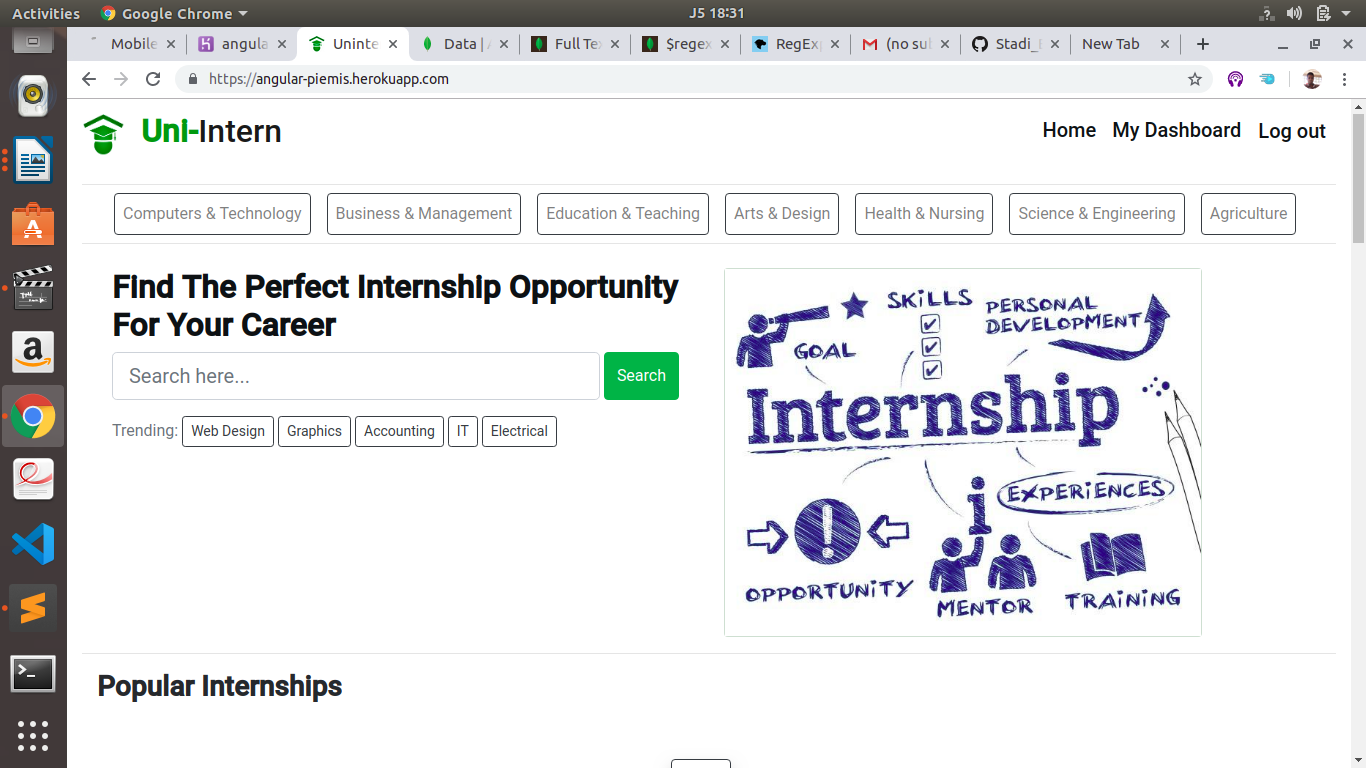 Activities Google Chrome J5 18:31
Mobile angula Uninte Data | Full Te $regex RegEx (no su Stadi_ New Tab
https://angular-piemis.herokuapp.com
Uni-Intern Home My Dashboard Log out
Computers & Technology Business & Management Education & Teaching Arts & Design Health & Nursing Science & Engineering Agriculture
Find The Perfect Internship Opportunity
For Your Career
Search here... Search
Trending: Web Design Graphics Accounting IT Electrical
SKILLS
PERSONAL
DEVELOPMENT
GOAL
Internship
EXPERIENCES
OPPORTUNITY
MENTOR
TRAINING
Popular Internships